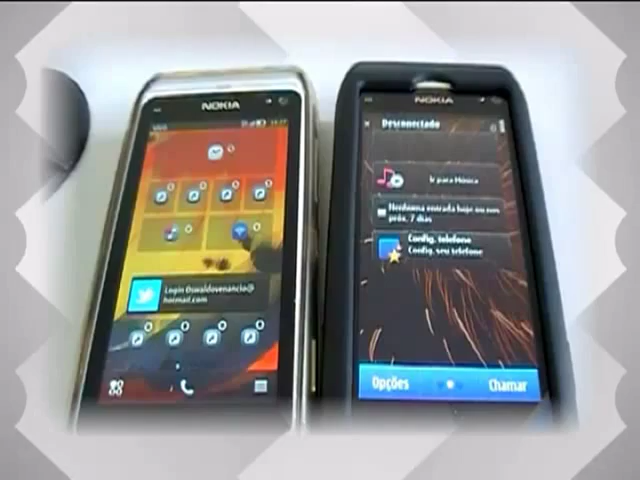 NOKIA
Login Oswaldovenancio@
hotmail.com
NOKIA
Desconectado
Ir para Música
Nenhuma entrada hoje ou nos
próx. 7 dias
Config. telefone
Config. seu telefone
Opções
Chamar